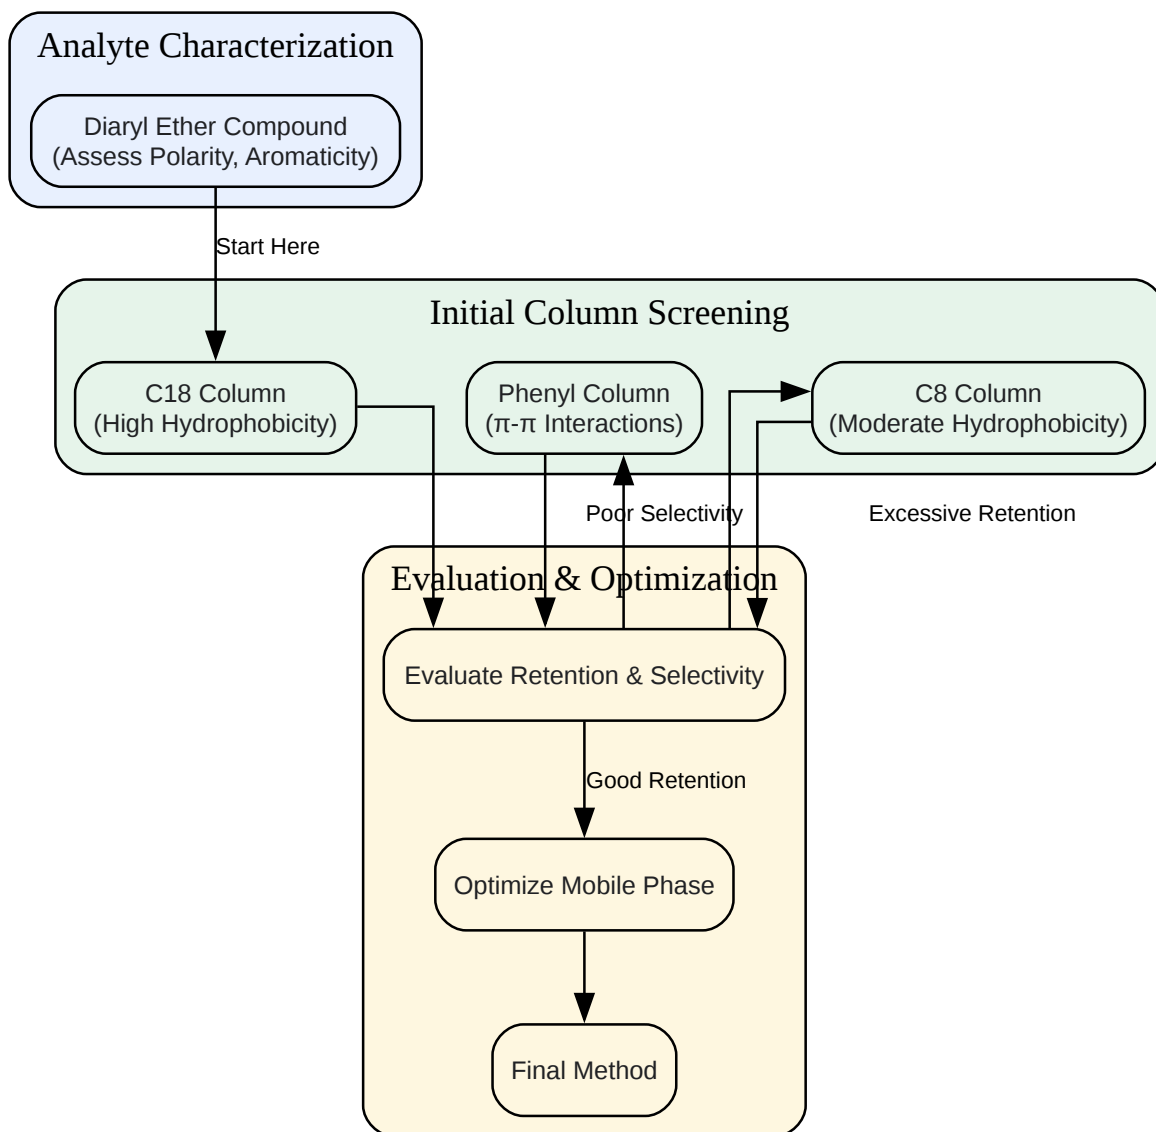 Analyte Characterization
Diaryl Ether Compound
(Assess Polarity, Aromaticity)
Start Here
Initial Column Screening
C18 Column
(High Hydrophobicity)
Phenyl Column
(π-π Interactions)
C8 Column
(Moderate Hydrophobicity)
Poor Selectivity
Excessive Retention
Evaluation & Optimization
Evaluate Retention & Selectivity
Good Retention
Optimize Mobile Phase
Final Method